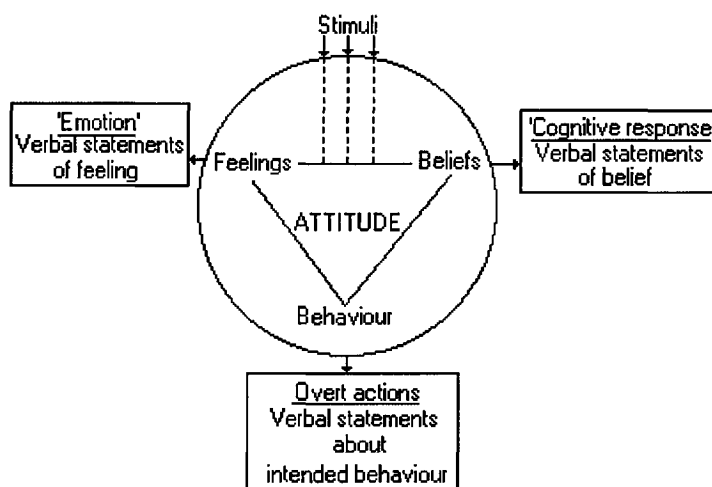 Stimuli
'Emotion'
Verbal statements
of feeling
'Cognitive response
Verbal statements
of belief
Feelings
Beliefs
ATTITUDE
Behaviour
Overt actions
Verbal statements
about
intended behaviour